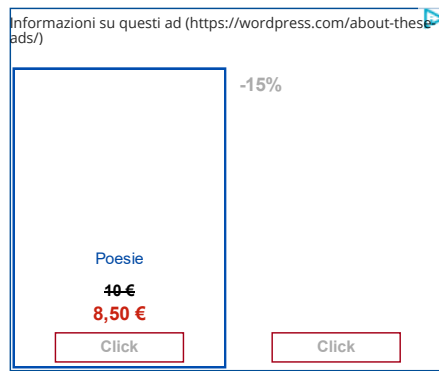 Informazioni su questi ad (https://wordpress.com/about-these-
ads/)
-15%
Poesie
10 €
8,50 €
Click
Click